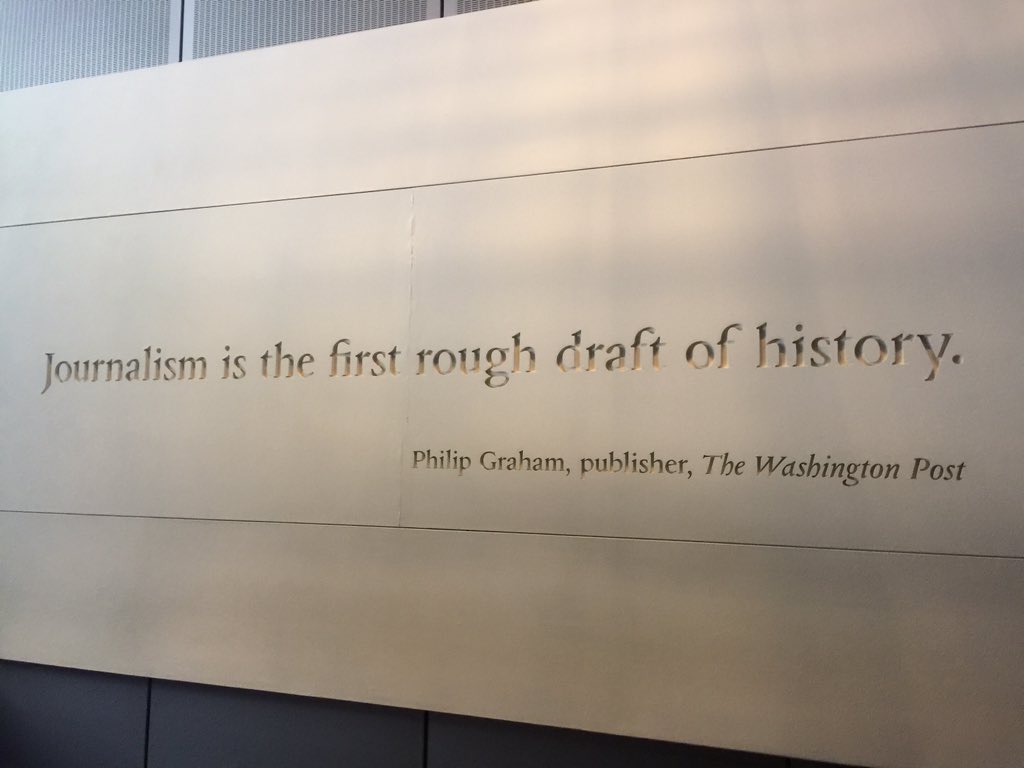 Journalism is the first rough draft of history.
Philip Graham, publisher, The Washington Post